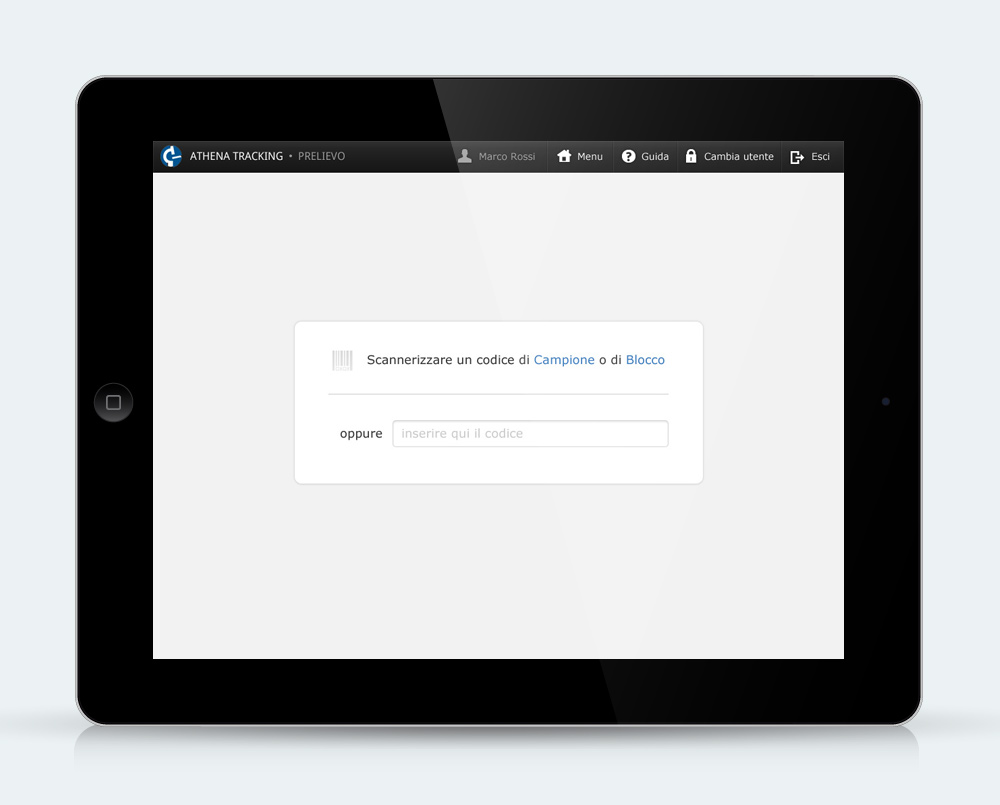 ATHENA TRACKING • PRELIEVO Marco Rossi Menu Guida Cambia utente Esci
Scannerizzare un codice di Campione o di Blocco
oppure inserire qui il codice